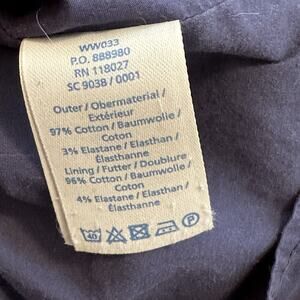 WW033
P.O. 888980
RN 118027
SC 9038 / 0001
Outer / Obermaterial /
Extérieur
97% Cotton / Baumwolle /
Coton
3% Elastane / Elasthan /
Élasthanne
Lining / Futter / Doublure
96% Cotton / Baumwolle /
Coton
4% Elastane / Elasthan /
Élasthanne
40 P